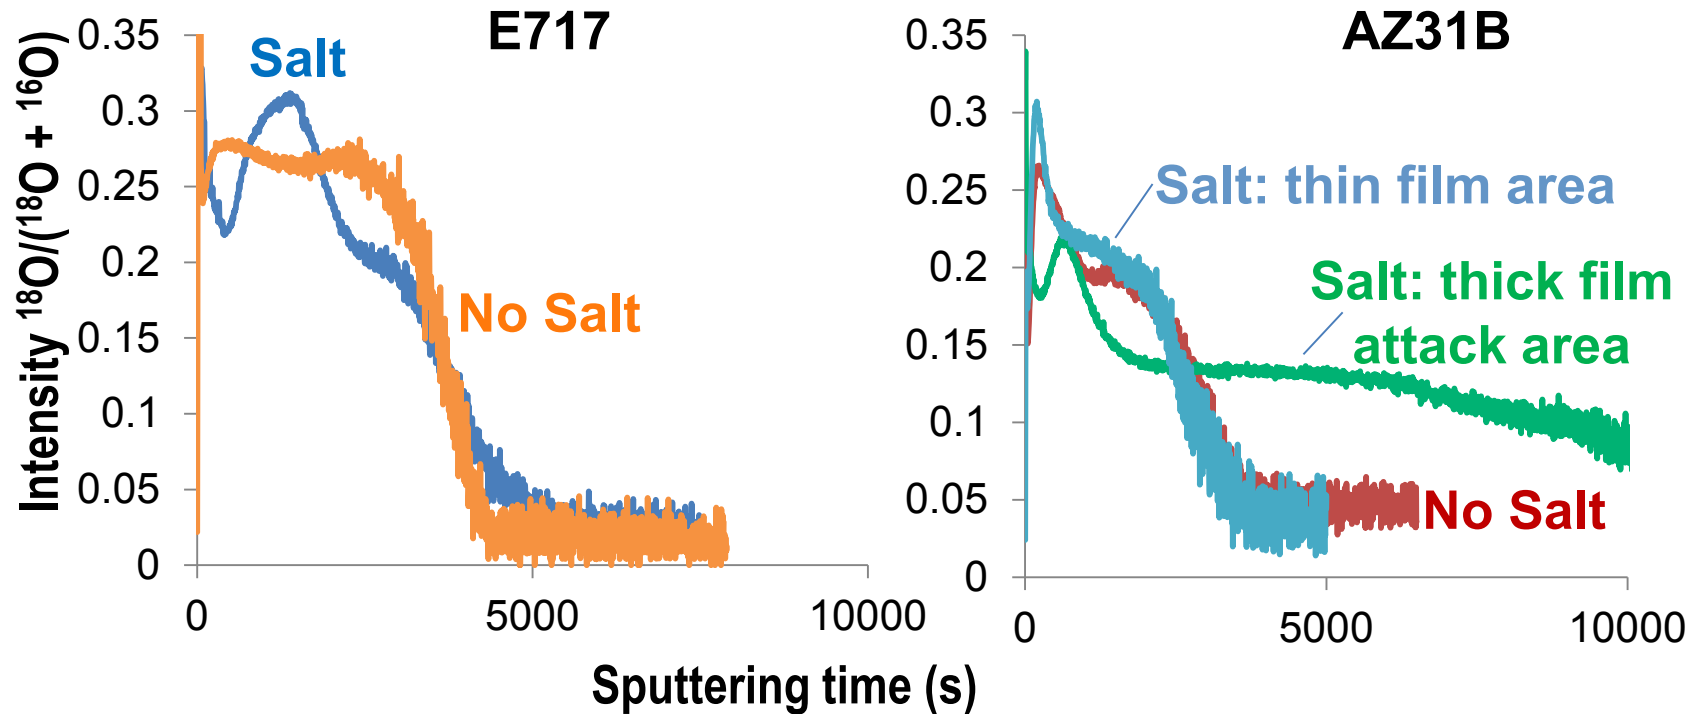 E717
AZ31B
Intensity ¹⁸O/(¹⁸O + ¹⁶O)
0.35
0.3
0.25
0.2
0.15
0.1
0.05
0
Salt
No Salt
0
5000
10000
0.35
0.3
0.25
0.2
0.15
0.1
0.05
0
Salt: thin film area
Salt: thick film
attack area
No Salt
0
5000
10000
Sputtering time (s)